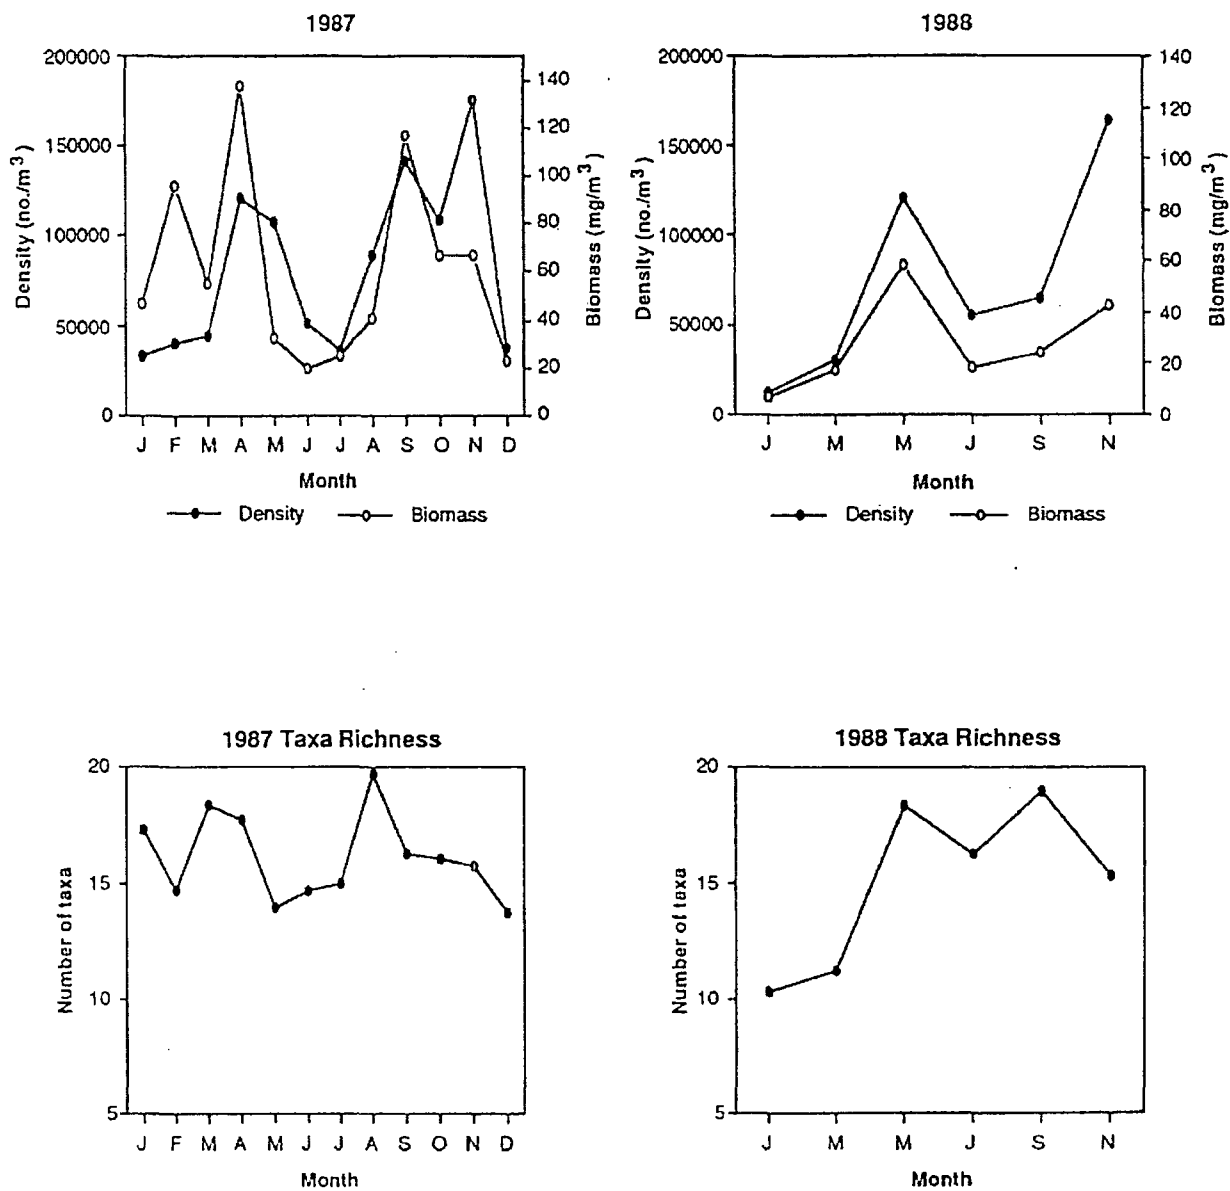 1987
200000
150000
100000
50000
0
Density (no./m³)
140
120
100
80
60
40
20
0
Biomass (mg/m³)
J F M A M J J A S O N D
Month
Density Biomass
1988
200000
150000
100000
50000
0
Density (no./m³)
140
120
100
80
60
40
20
0
Biomass (mg/m³)
J M M J S N
Month
Density Biomass
1987 Taxa Richness
20
15
10
5
Number of taxa
J F M A M J J A S O N D
Month
1988 Taxa Richness
20
15
10
5
Number of taxa
J M M J S N
Month